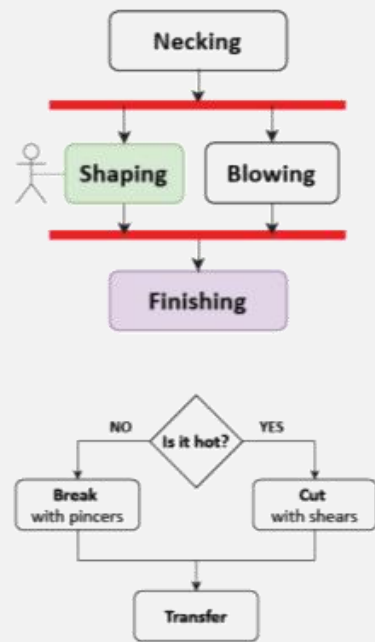 Necking
Shaping
Blowing
Finishing
Is it hot?
NO
YES
Break
with pincers
Cut
with shears
Transfer